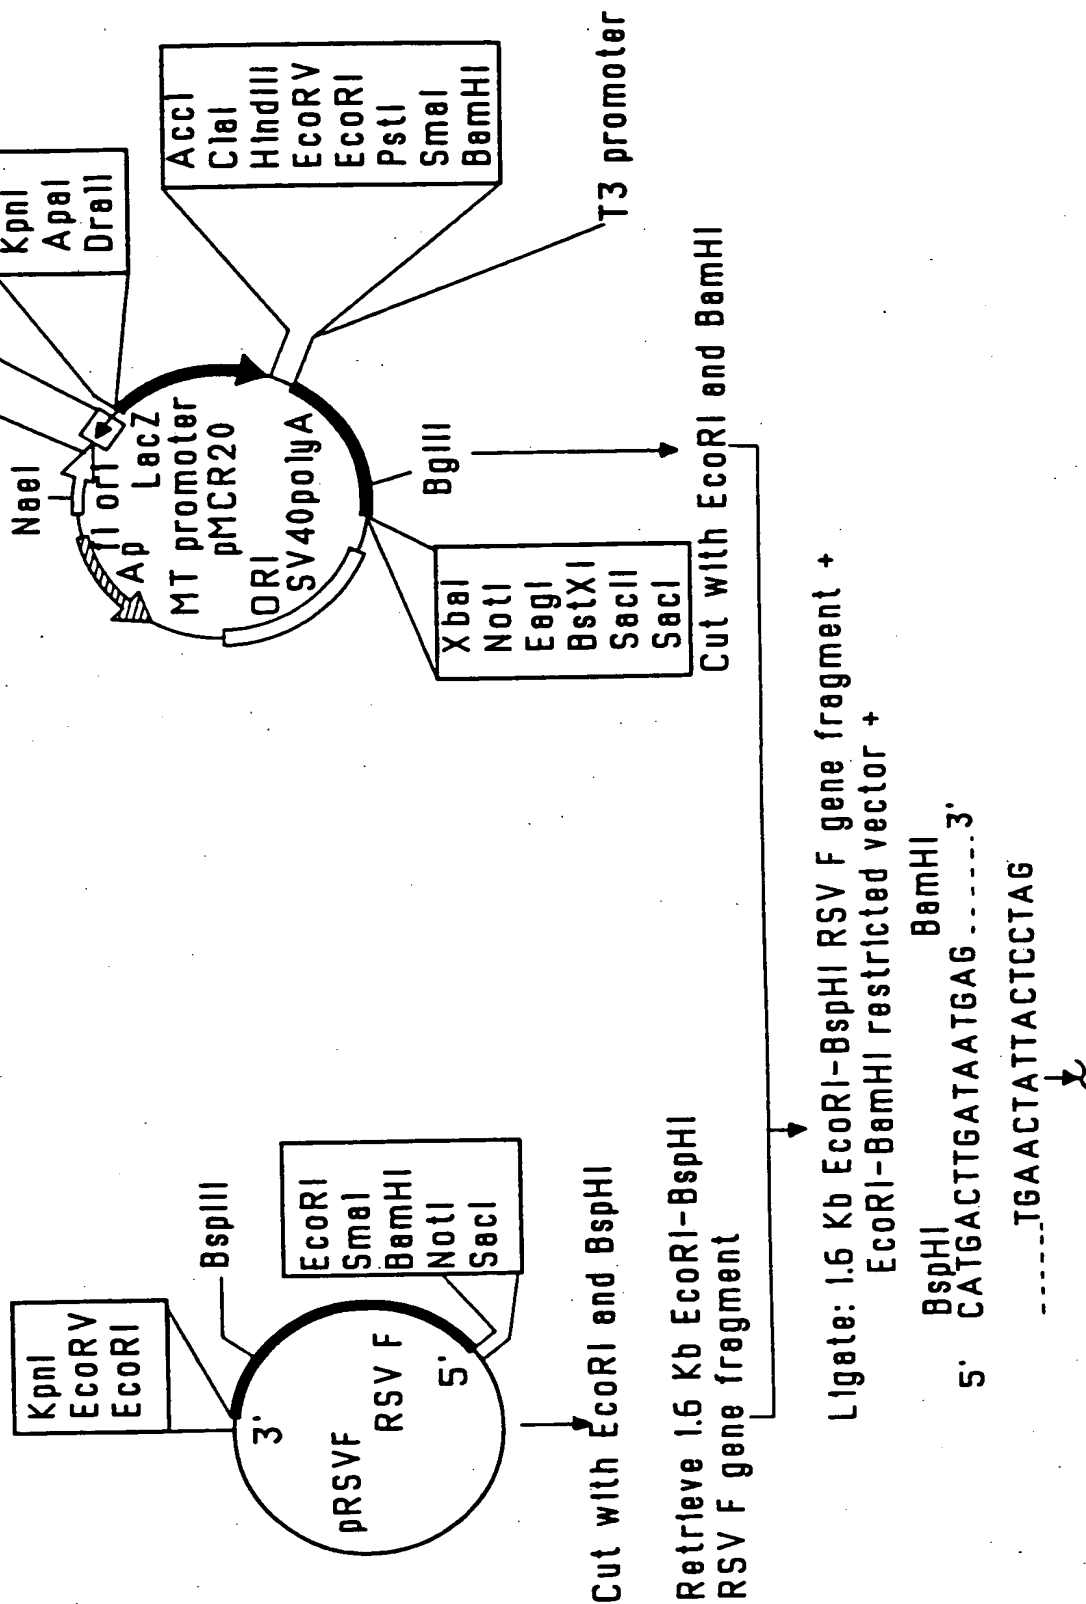 KpnI
EcoRV
EcoRI
3'
BspIII
pRSVF
RSV F
5'
EcoRI
SmaI
BamHI
NotI
SacI
Cut with EcoRI and BspHI
Retrieve 1.6 Kb EcoRI-BspHI
RSV F gene fragment
KpnI
ApaI
DraII
NaeI
f1 ori
Ap
LacZ
MT promoter
pMCR20
ORI
SV40polyA
AccI
ClaI
HindIII
EcoRV
EcoRI
PstI
SmaI
BamHI
T3 promoter
BglII
XbaI
NotI
EagI
BstXI
SacII
SacI
Cut with EcoRI and BamHI
Ligate: 1.6 Kb EcoRI-BspHI RSV F gene fragment +
EcoRI-BamHI restricted vector +
BspHI BamHI
5' CATGACTTGATAATGAG------3'
------TGAACTATTACTCCTAG